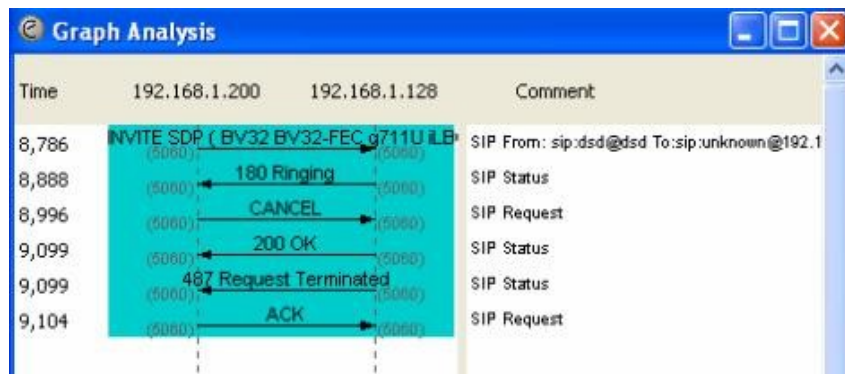 Graph Analysis
Time 192.168.1.200 192.168.1.128 Comment
8,786 INVITE SDP ( BV32 BV32-FEC g711U iLB SIP From: sip:dsd@dsd To:sip:unknown@192.1
(5060) (5060)
8,888 180 Ringing SIP Status
(5060) (5060)
8,996 CANCEL SIP Request
(5060) (5060)
9,099 200 OK SIP Status
(5060) (5060)
9,099 487 Request Terminated SIP Status
(5060) (5060)
9,104 ACK SIP Request
(5060) (5060)